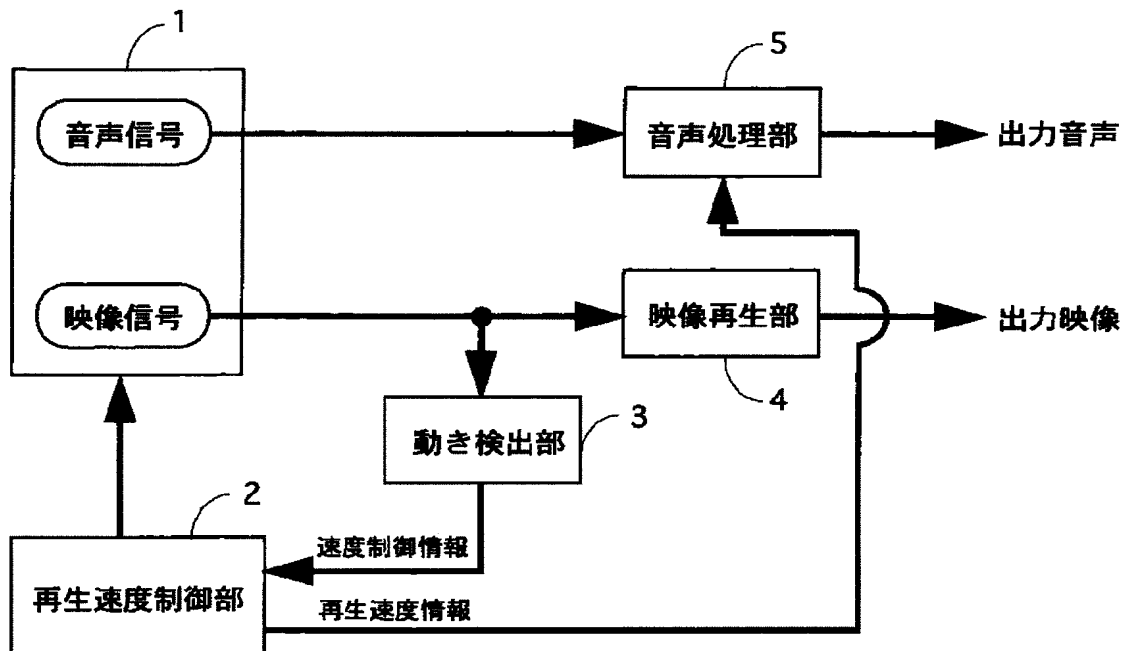 1
音声信号
5
音声処理部
出力音声
映像信号
映像再生部
出力映像
4
動き検出部
3
2
再生速度制御部
速度制御情報
再生速度情報